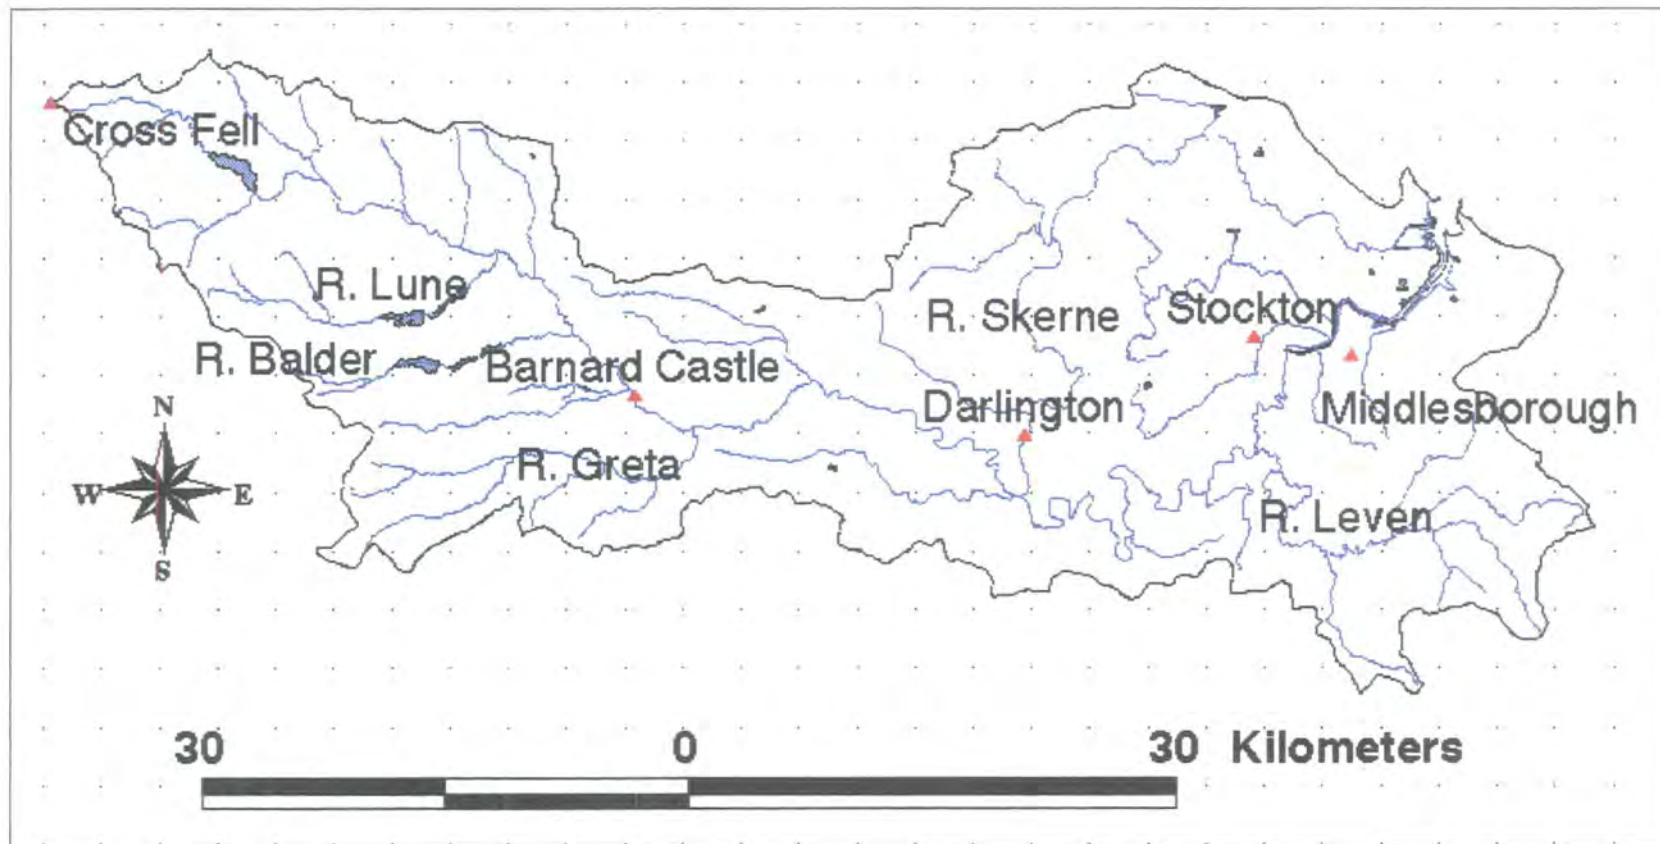 Cross Fell
R. Lune
R. Skerne
Stockton
R. Balder
Barnard Castle
Darlington
Middlesborough
N
W
E
S
R. Greta
R. Leven
30 0 30 Kilometers